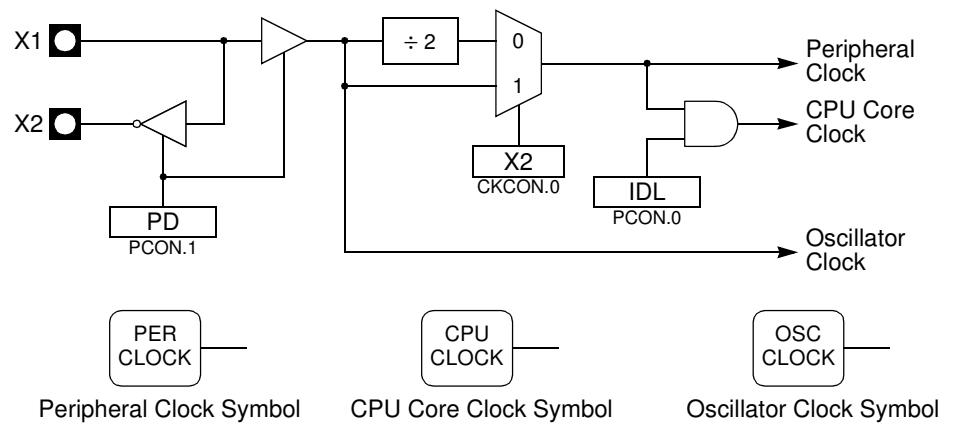 X1
÷ 2
0
Peripheral
Clock
1
X2
CPU Core
Clock
X2
CKCON.0
IDL
PCON.0
PD
PCON.1
Oscillator
Clock
PER
CLOCK
CPU
CLOCK
OSC
CLOCK
Peripheral Clock Symbol
CPU Core Clock Symbol
Oscillator Clock Symbol